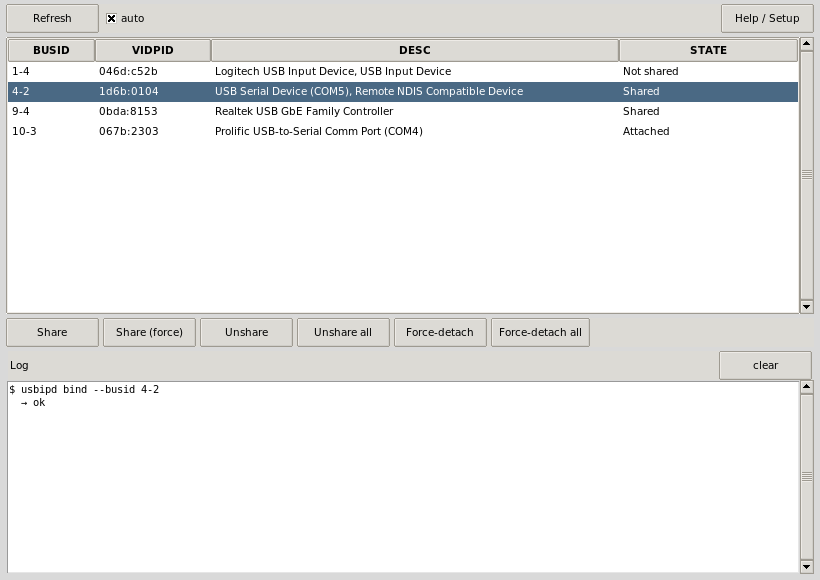 Refresh auto Help / Setup
BUSID VIDPID DESC STATE
1-4 046d:c52b Logitech USB Input Device, USB Input Device Not shared
4-2 1d6b:0104 USB Serial Device (COM5), Remote NDIS Compatible Device Shared
9-4 0bda:8153 Realtek USB GbE Family Controller Shared
10-3 067b:2303 Prolific USB-to-Serial Comm Port (COM4) Attached
Share Share (force) Unshare Unshare all Force-detach Force-detach all
Log clear
$ usbipd bind --busid 4-2
→ ok